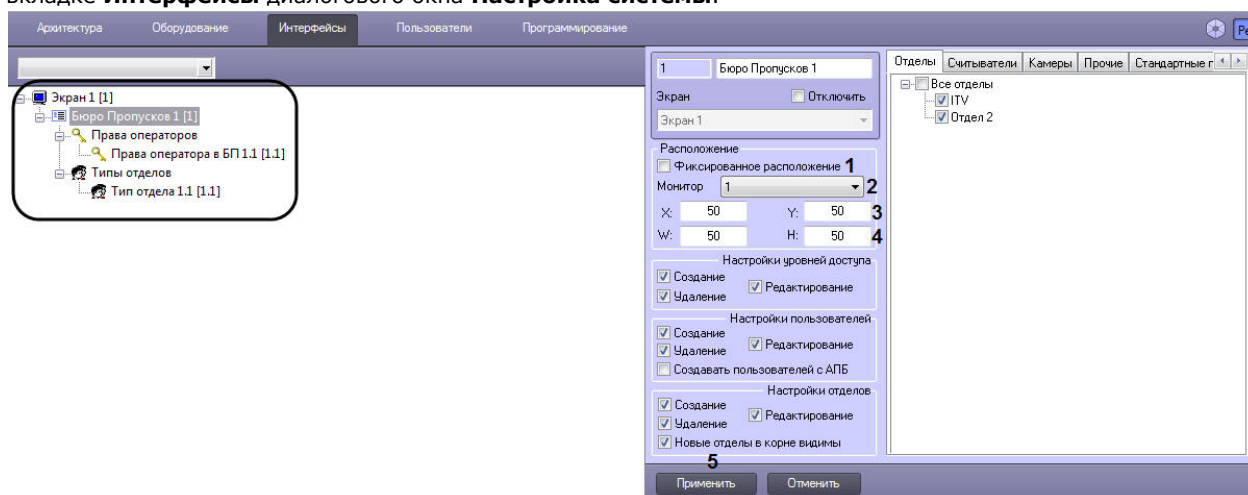 вкладке Интерфейсы диалогового окна Настройка системы.
Архитектура Оборудование Интерфейсы Пользователи Программирование
1 Бюро Пропусков 1
Экран Отключить
Экран 1
Расположение
Фиксированное расположение 1
Монитор 1 2
X: 50 Y: 50 3
W: 50 H: 50 4
Настройки уровней доступа
Создание
Редактирование
Удаление
Настройки пользователей
Создание
Редактирование
Удаление
Создавать пользователей с АПБ
Настройки отделов
Создание
Редактирование
Удаление
Новые отделы в корне видимы
5
Применить Отменить
Экран 1 [1]
Бюро Пропусков 1 [1]
Права операторов
Права оператора в БП 1.1 [1.1]
Типы отделов
Тип отдела 1.1 [1.1]
Отделы Считыватели Камеры Прочие Стандартные
Все отделы
ITV
Отдел 2